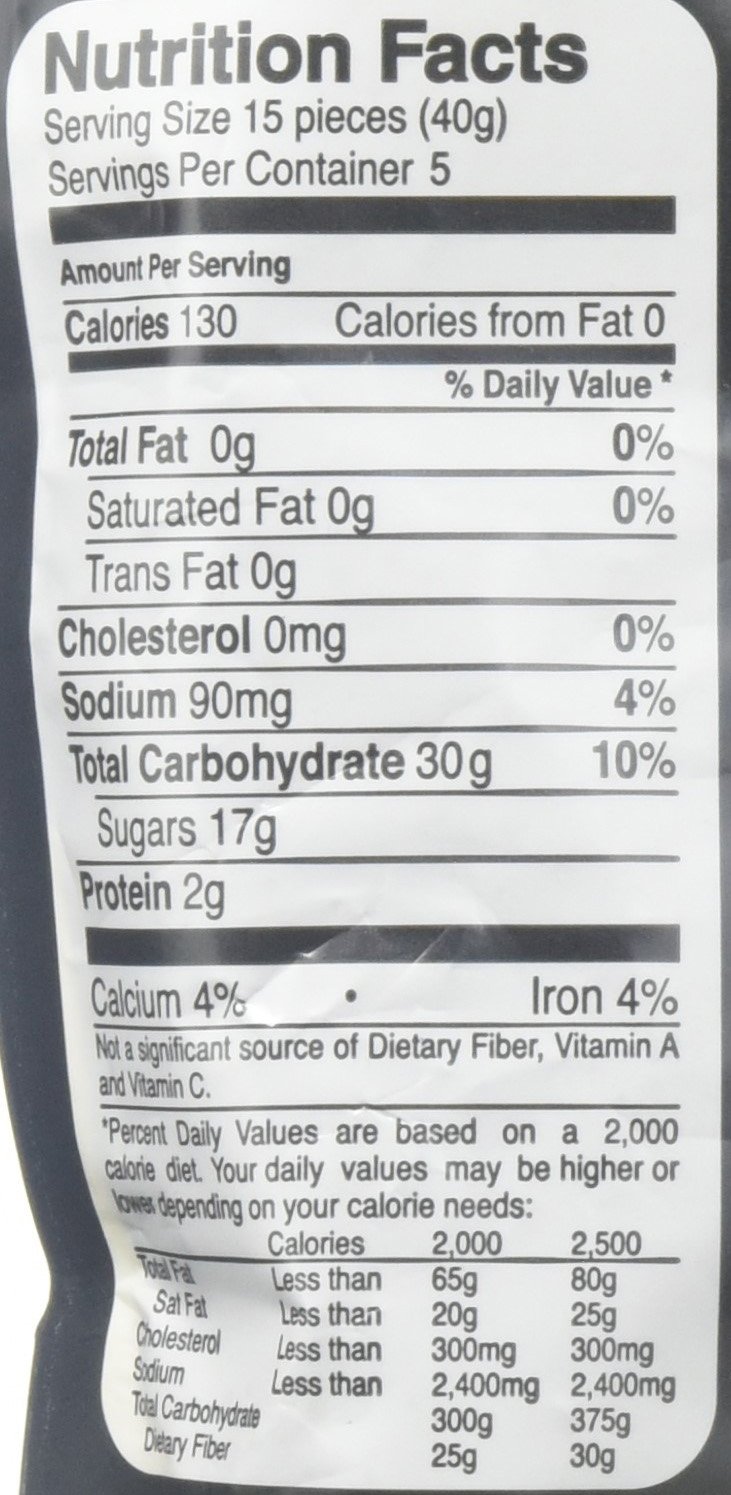 Nutrition Facts
Serving Size 15 pieces (40g)
Servings Per Container 5
Amount Per Serving
Calories 130 Calories from Fat 0
% Daily Value *
Total Fat 0g 0%
Saturated Fat 0g 0%
Trans Fat 0g
Cholesterol 0mg 0%
Sodium 90mg 4%
Total Carbohydrate 30g 10%
Sugars 17g
Protein 2g
Calcium 4% • Iron 4%
Not a significant source of Dietary Fiber, Vitamin A
and Vitamin C.
*Percent Daily Values are based on a 2,000
calorie diet. Your daily values may be higher or
lower depending on your calorie needs:
Calories 2,000 2,500
Total Fat Less than 65g 80g
Sat Fat Less than 20g 25g
Cholesterol Less than 300mg 300mg
Sodium Less than 2,400mg 2,400mg
Total Carbohydrate 300g 375g
Dietary Fiber 25g 30g